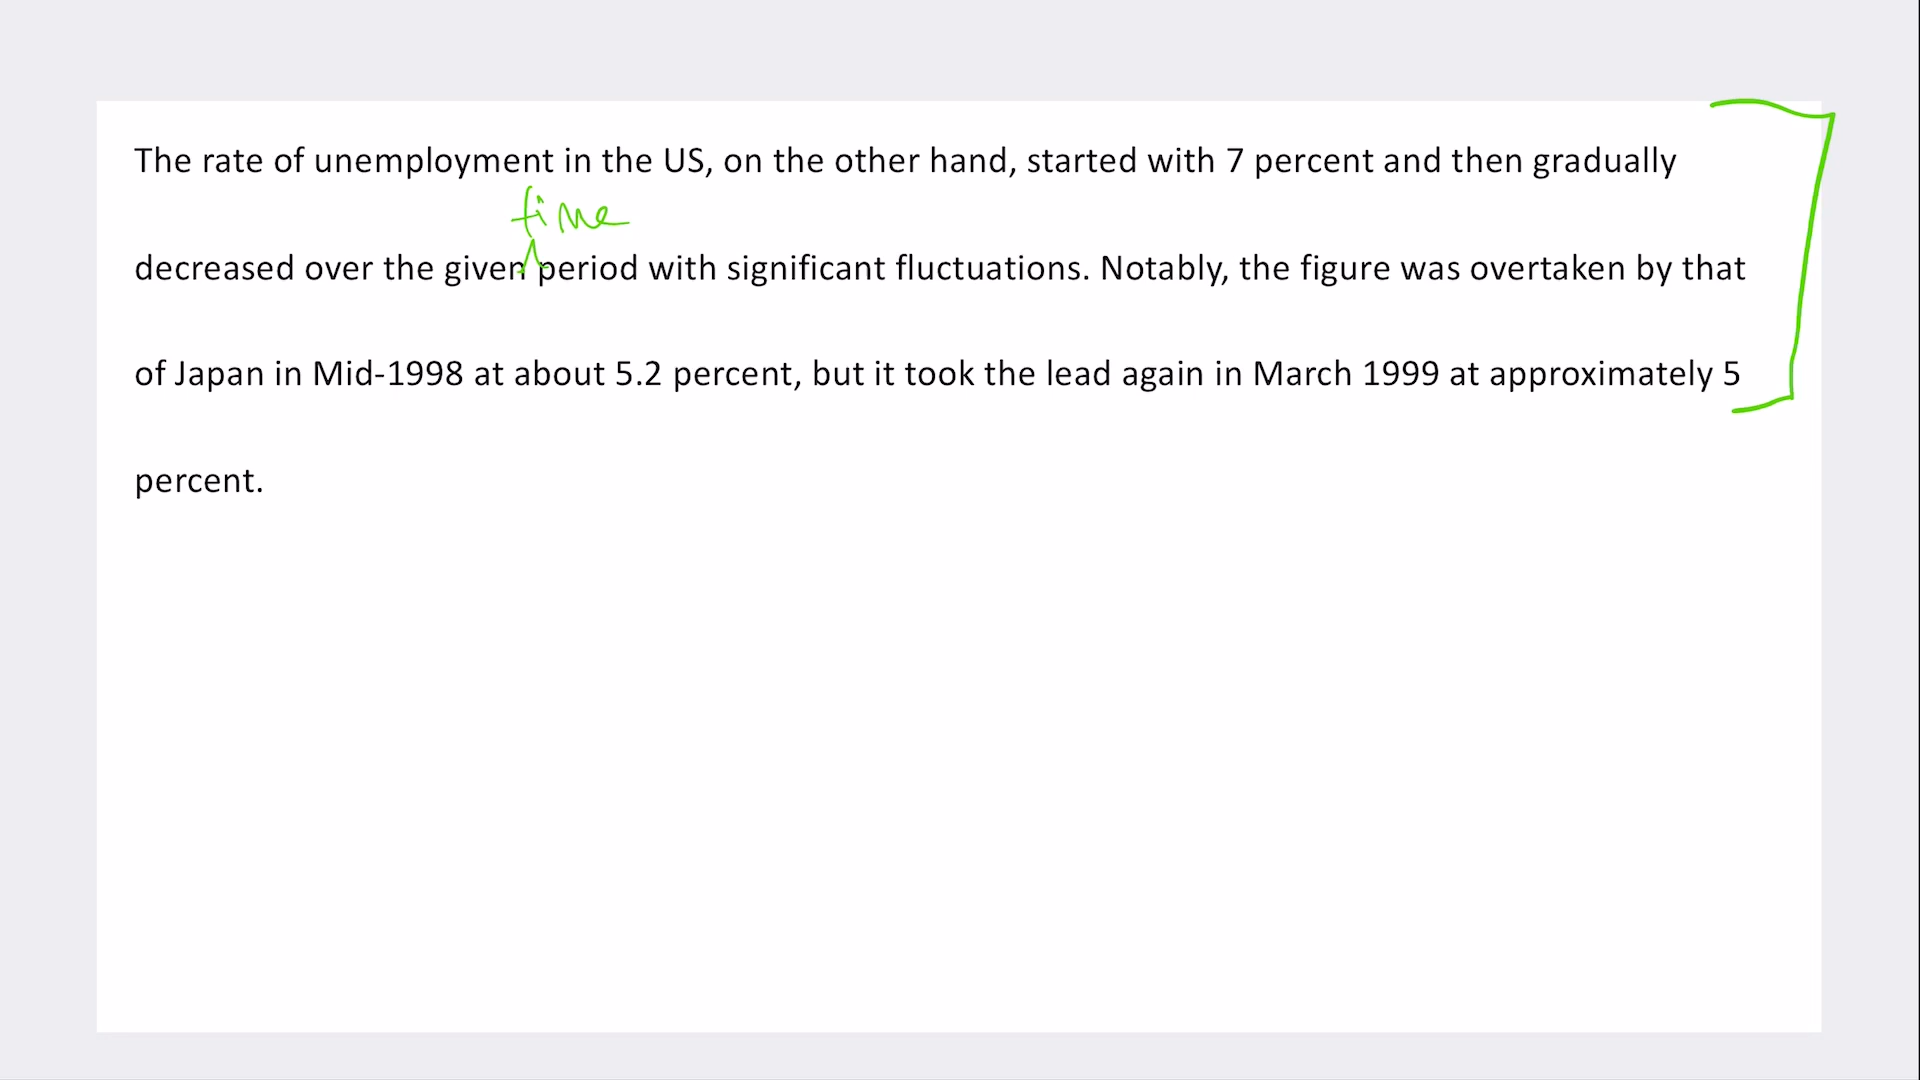 The rate of unemployment in the US, on the other hand, started with 7 percent and then gradually
time
decreased over the given period with significant fluctuations. Notably, the figure was overtaken by that
of Japan in Mid-1998 at about 5.2 percent, but it took the lead again in March 1999 at approximately 5
percent.